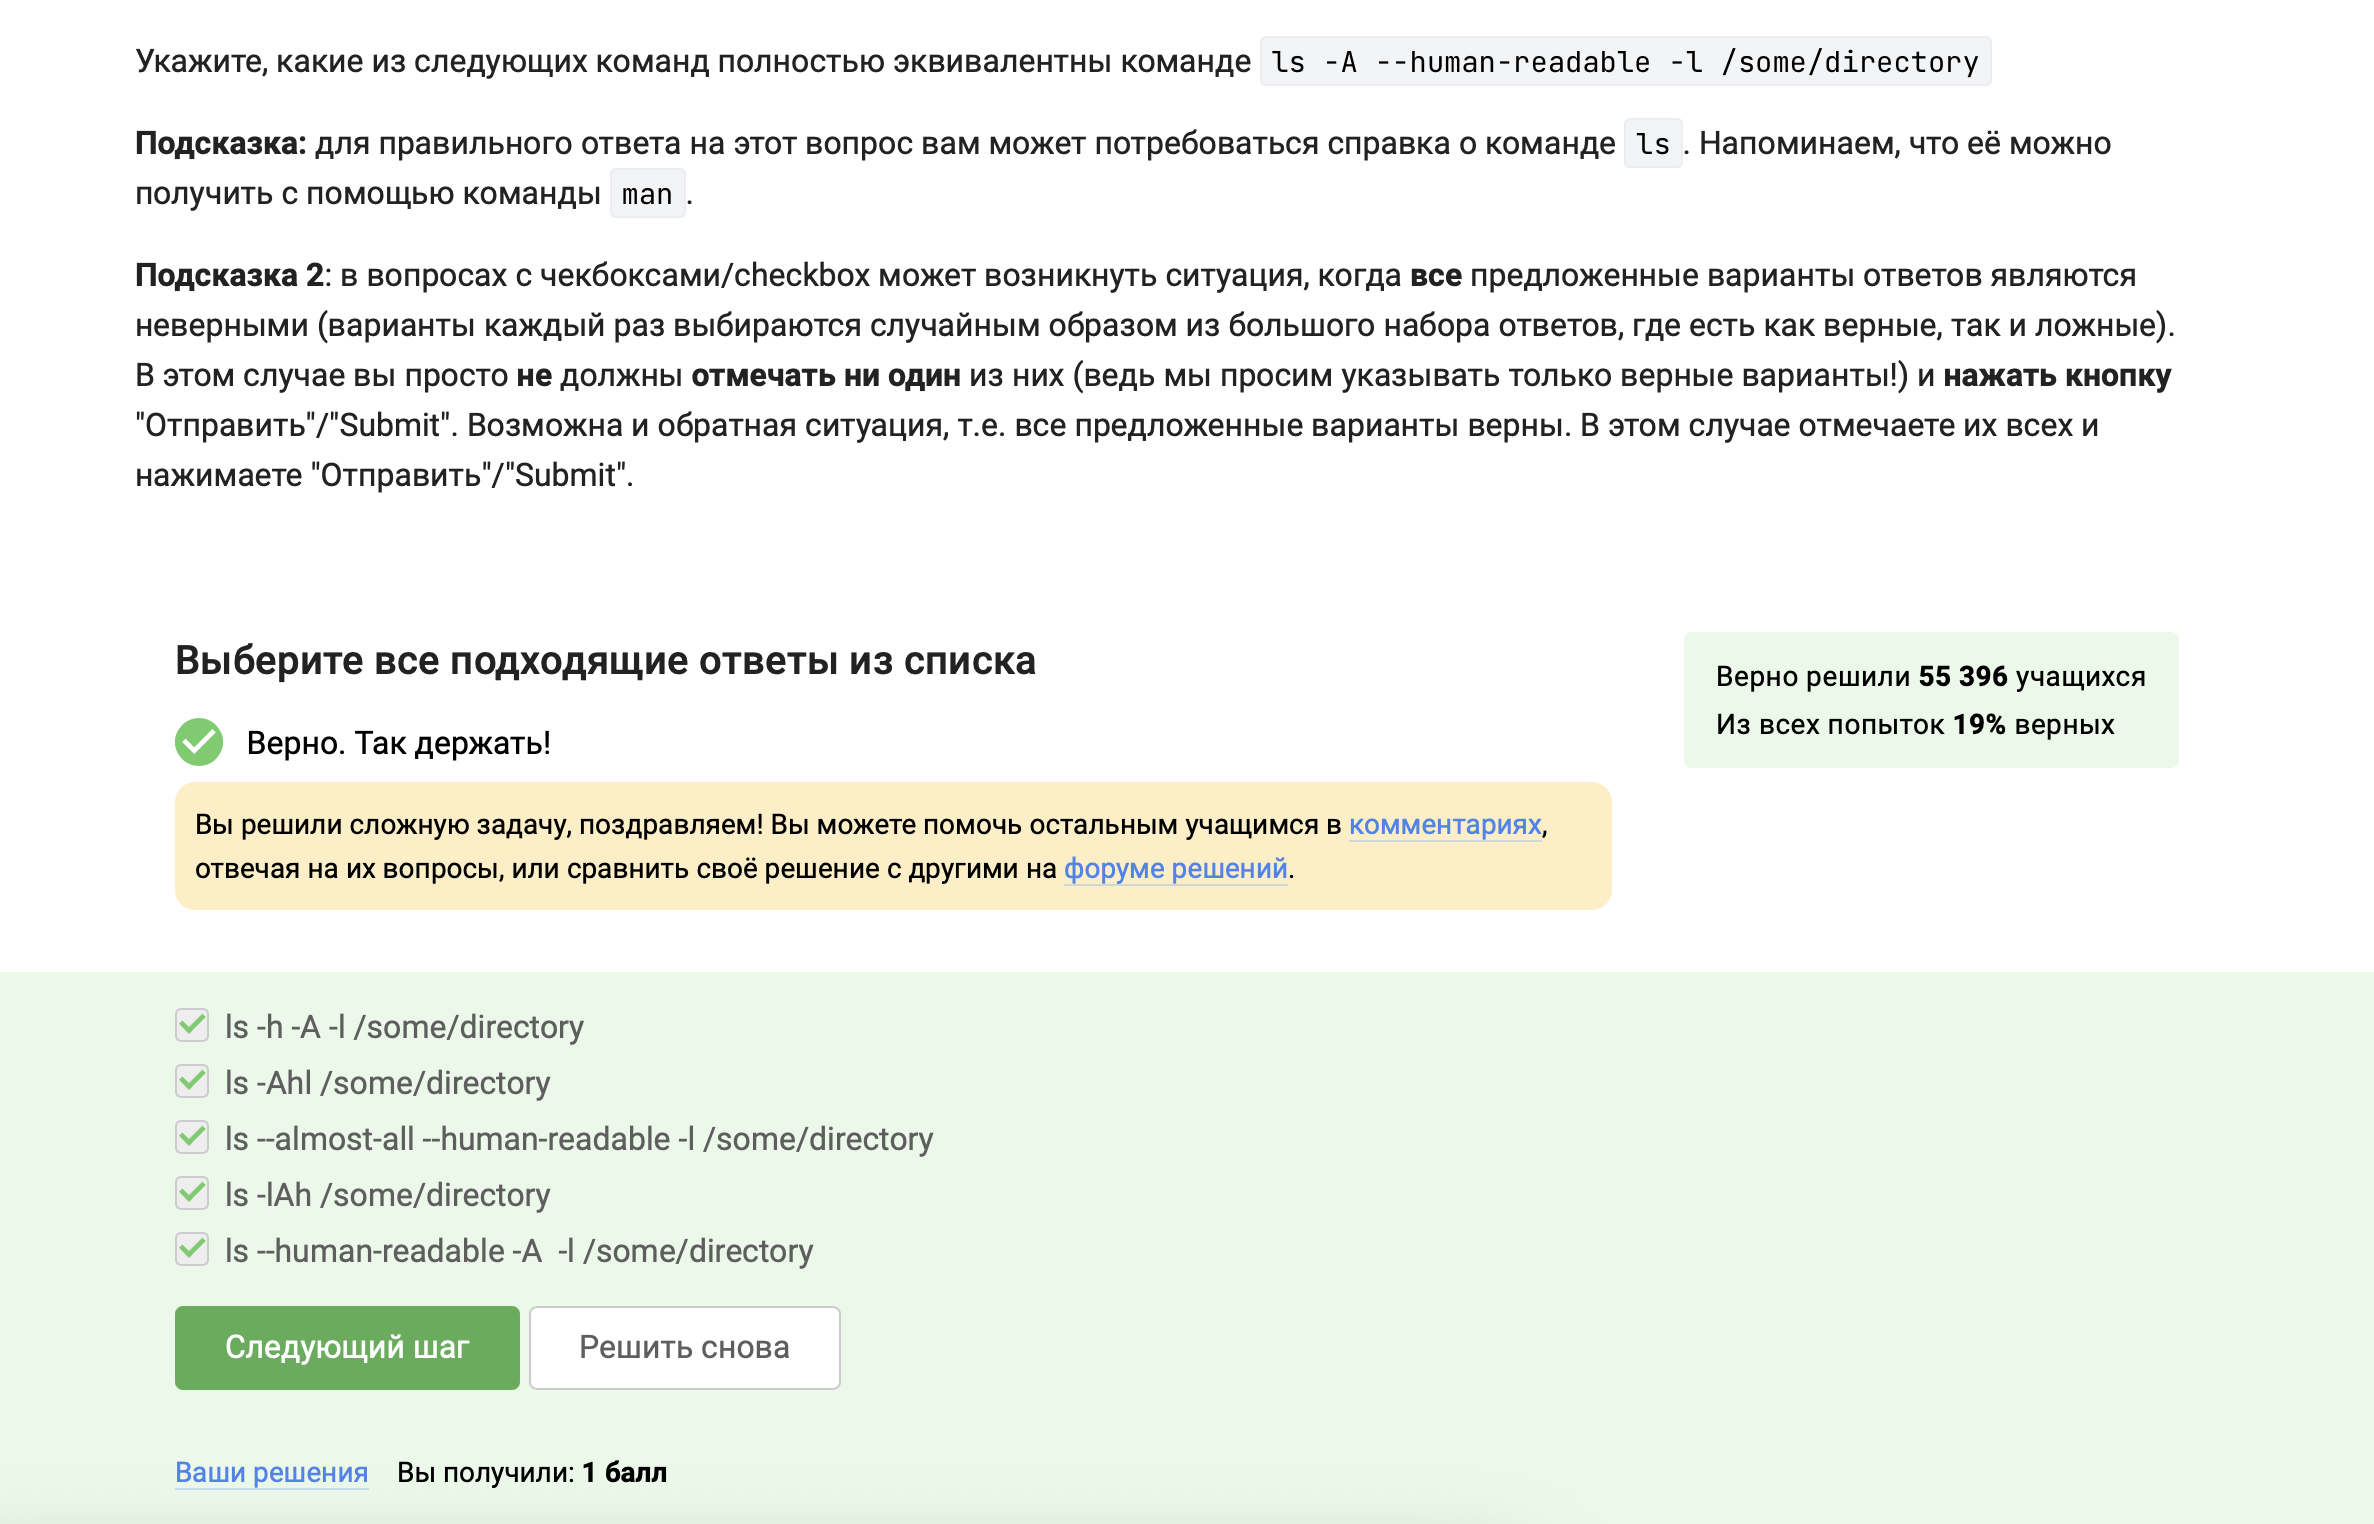 Укажите, какие из следующих команд полностью эквивалентны команде ls -A --human-readable -l /some/directory
Подсказка: для правильного ответа на этот вопрос вам может потребоваться справка о команде ls. Напоминаем, что её можно
получить с помощью команды man.
Подсказка 2: в вопросах с чекбоксами/checkbox может возникнуть ситуация, когда все предложенные варианты ответов являются
неверными (варианты каждый раз выбираются случайным образом из большого набора ответов, где есть как верные, так и ложные).
В этом случае вы просто не должны отмечать ни один из них (ведь мы просим указывать только верные варианты!) и нажать кнопку
"Отправить"/"Submit". Возможна и обратная ситуация, т.е. все предложенные варианты верны. В этом случае отмечаете их всех и
нажимаете "Отправить"/"Submit".
Выберите все подходящие ответы из списка
Верно решили 55 396 учащихся
Из всех попыток 19% верных
Верно. Так держать!
Вы решили сложную задачу, поздравляем! Вы можете помочь остальным учащимся в комментариях,
отвечая на их вопросы, или сравнить своё решение с другими на форуме решений.
ls -h -A -l /some/directory
ls -Ahl /some/directory
ls --almost-all --human-readable -l /some/directory
ls -lAh /some/directory
ls --human-readable -A  -l /some/directory
Следующий шаг
Решить снова
Ваши решения
Вы получили: 1 балл